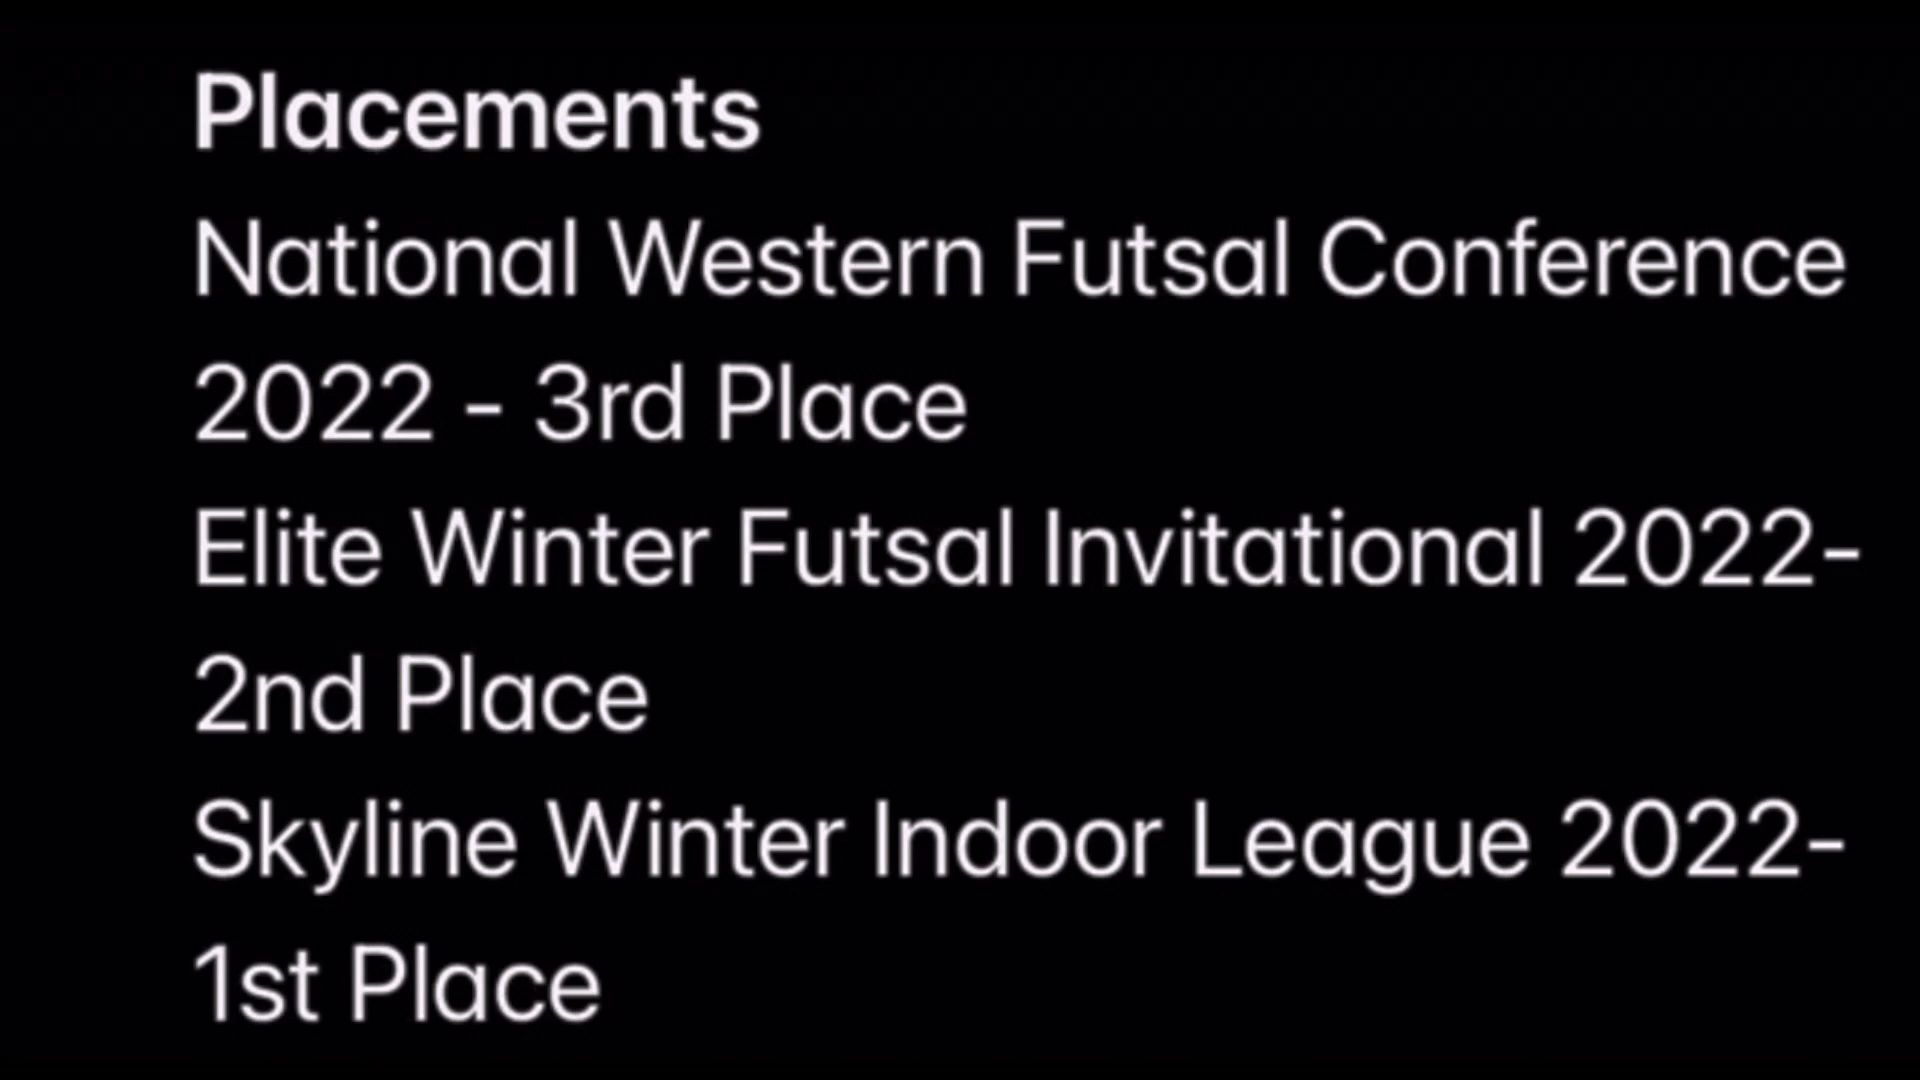 Placements
National Western Futsal Conference
2022 - 3rd Place
Elite Winter Futsal Invitational 2022-
2nd Place
Skyline Winter Indoor League 2022-
1st Place